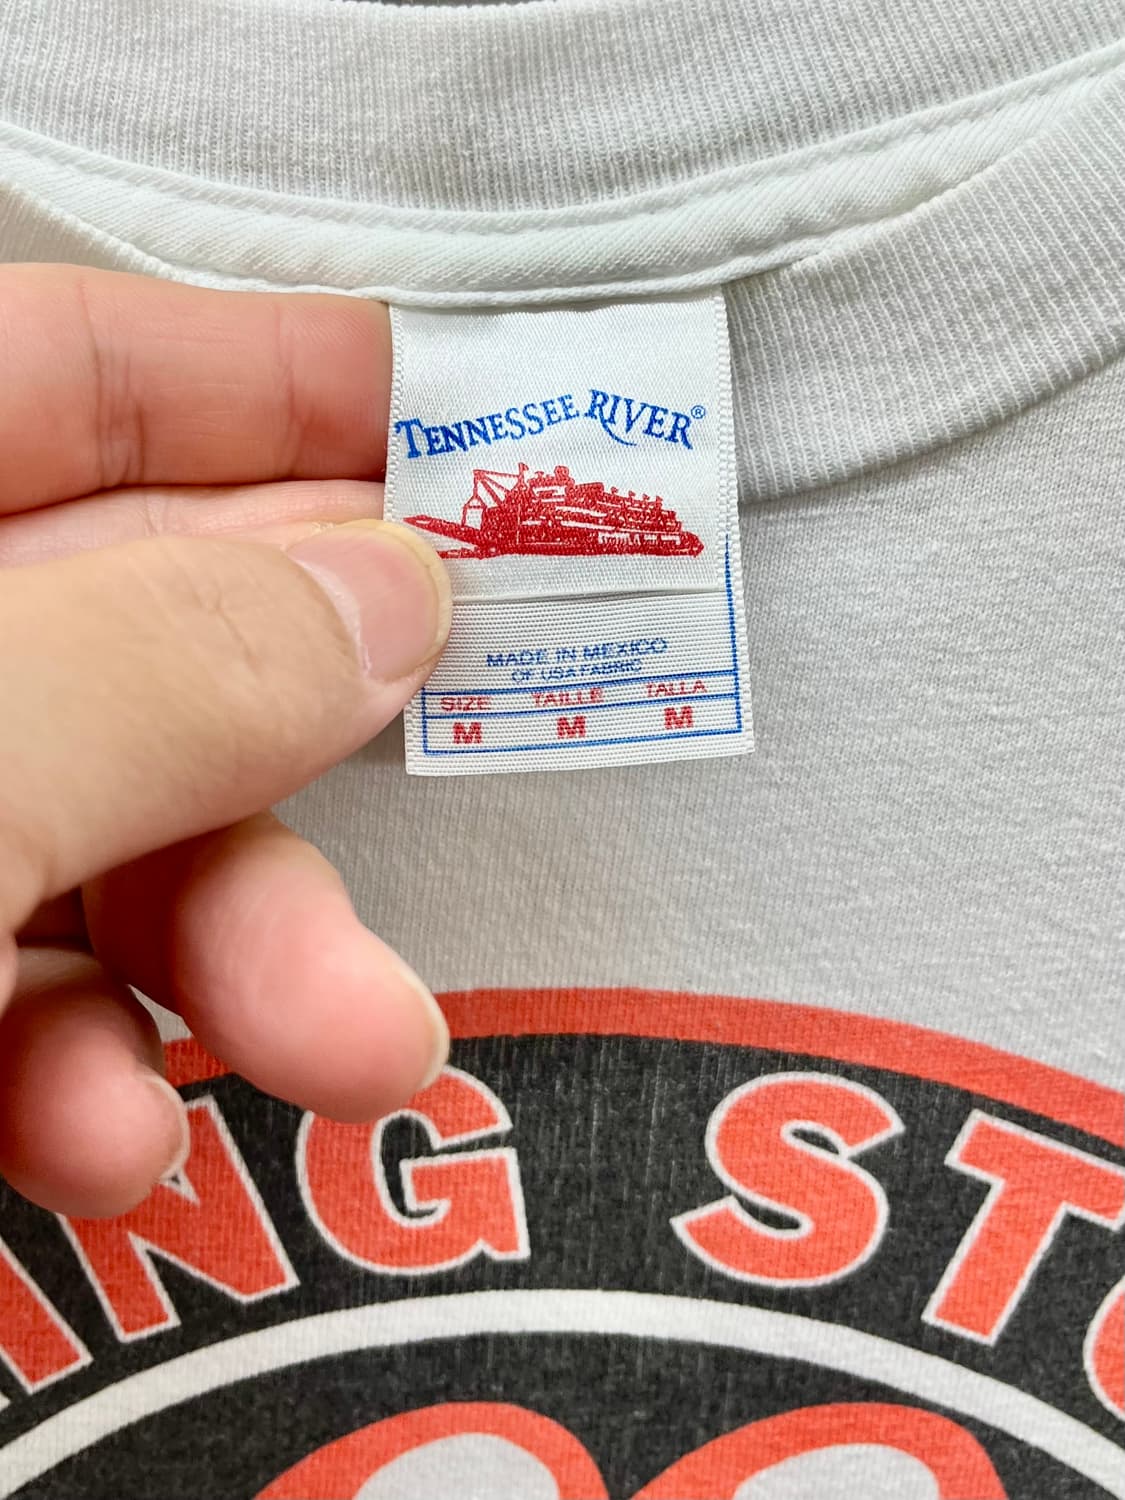 TENNESSEE RIVER®
MADE IN MEXICO
OF USA FABRIC
SIZE TAILLE TALLA
M M M
ING ST